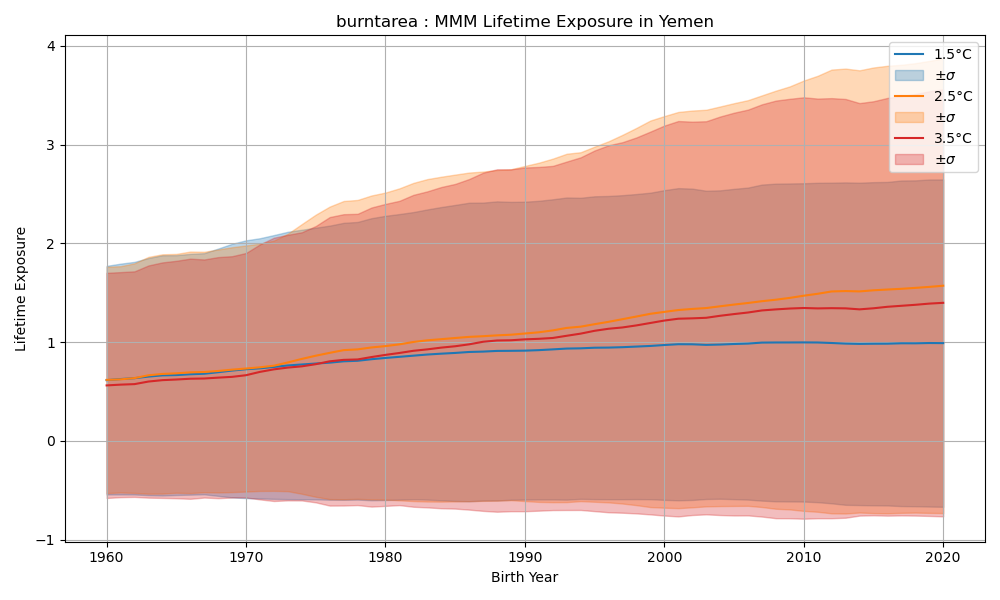 burntarea : MMM Lifetime Exposure in Yemen
4
3
2
1
0
−1
Lifetime Exposure
1960
1970
1980
1990
2000
2010
2020
Birth Year
1.5°C
±σ
2.5°C
±σ
3.5°C
±σ